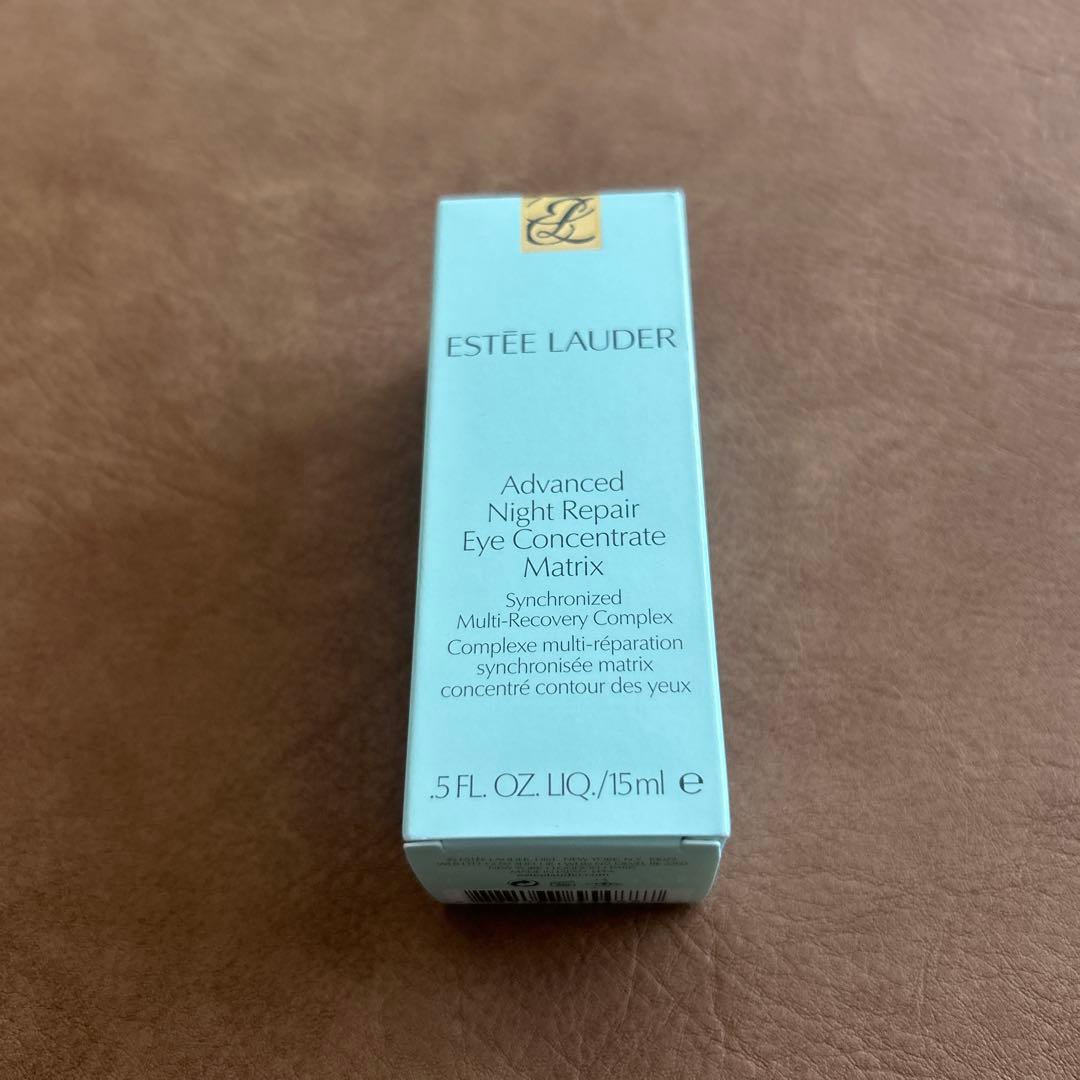 EL
ESTĒE LAUDER
Advanced
Night Repair
Eye Concentrate
Matrix
Synchronized
Multi-Recovery Complex
Complexe multi-réparation
synchronisée matrix
concentré contour des yeux
.5 FL. OZ. LIQ./15ml e